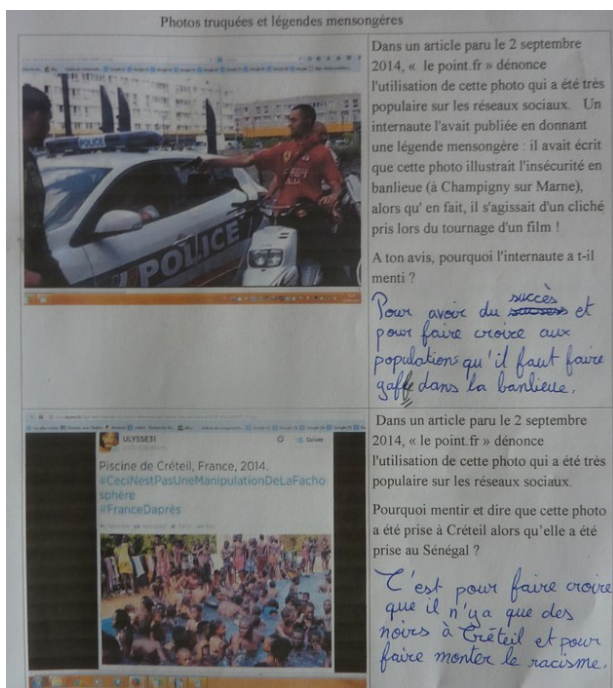 Photos truquées et légendes mensongères
POLICE
POLICE
Dans un article paru le 2 septembre
2014, « le point.fr » dénonce
l'utilisation de cette photo qui a été très
populaire sur les réseaux sociaux. Un
internaute l'avait publiée en donnant
une légende mensongère : il avait écrit
que cette photo illustrait l'insécurité en
banlieue (à Champigny sur Marne),
alors qu' en fait, il s'agissait d'un cliché
pris lors du tournage d'un film !
A ton avis, pourquoi l'internaute a t-il
menti ?
Pour avoir du succès et
pour faire croire aux
populations qu'il faut faire
gaffe dans la banlieue.
ULYSSE31
Suivre
Piscine de Créteil, France, 2014.
#CeciNestPasUneManipulationDeLaFacho
sphère
#FranceDaprès
Dans un article paru le 2 septembre
2014, « le point.fr » dénonce
l'utilisation de cette photo qui a été très
populaire sur les réseaux sociaux.
Pourquoi mentir et dire que cette photo
a été prise à Créteil alors qu'elle a été
prise au Sénégal ?
C'est pour faire croire
que il n'ya que des
noirs à Créteil et pour
faire monter le racisme.